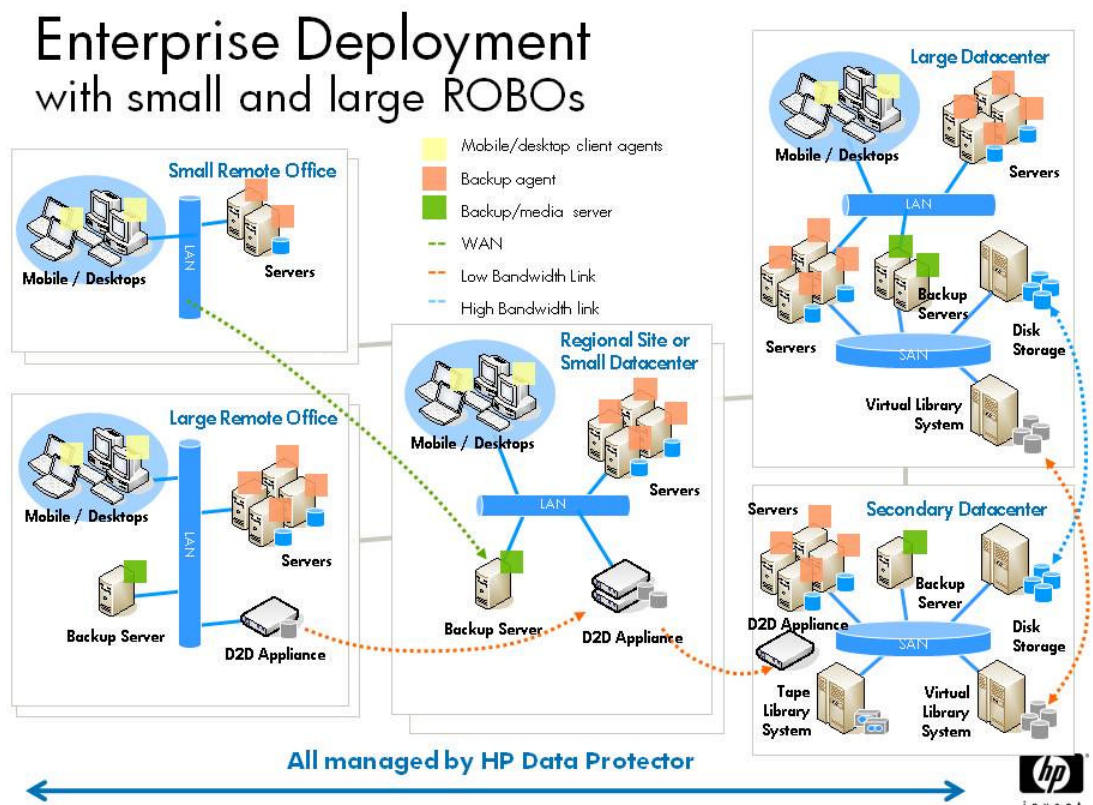 Enterprise Deployment
with small and large ROBOs
Mobile/desktop client agents
Backup agent
Backup/media server
WAN
Low Bandwidth Link
High Bandwidth link
Small Remote Office
LAN
Mobile / Desktops
Servers
Large Remote Office
LAN
Mobile / Desktops
Servers
Backup Server
D2D Appliance
Regional Site or
Small Datacenter
Mobile / Desktops
Servers
LAN
Backup Server
D2D Appliance
Large Datacenter
Mobile / Desktops
Servers
LAN
Servers
Backup
Servers
Disk
Storage
SAN
Virtual Library
System
Secondary Datacenter
Servers
Backup
Server
D2D Appliance
SAN
Disk
Storage
Tape
Library
System
Virtual
Library
System
All managed by HP Data Protector
hp